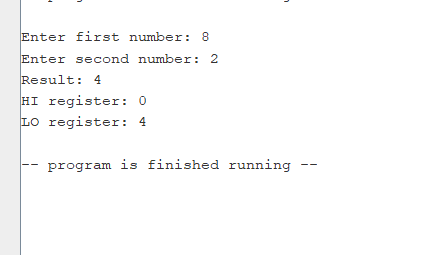 Enter first number: 8
Enter second number: 2
Result: 4
HI register: 0
LO register: 4
-- program is finished running --